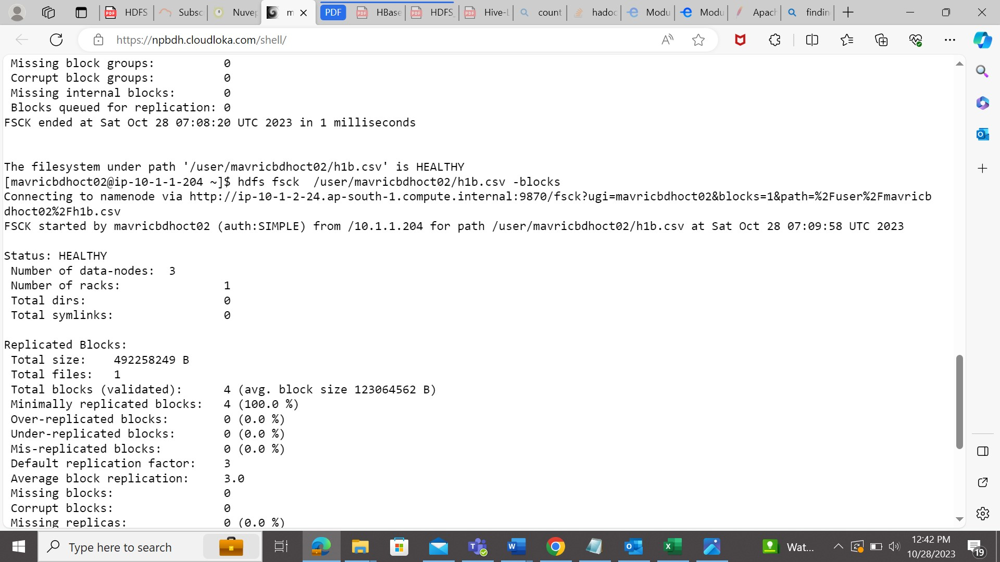 HDFS
Subsc
Nuvep
m
PDF
HBase
HDFS_
Hive-L
count
hadoc
Modu
Modu
Apach
findin
https://npbdh.cloudloka.com/shell/
Missing block groups: 0
Corrupt block groups: 0
Missing internal blocks: 0
Blocks queued for replication: 0
FSCK ended at Sat Oct 28 07:08:20 UTC 2023 in 1 milliseconds
The filesystem under path '/user/mavricbdhoct02/h1b.csv' is HEALTHY
[mavricbdhoct02@ip-10-1-1-204 ~]$ hdfs fsck  /user/mavricbdhoct02/h1b.csv -blocks
Connecting to namenode via http://ip-10-1-2-24.ap-south-1.compute.internal:9870/fsck?ugi=mavricbdhoct02&blocks=1&path=%2Fuser%2Fmavricb
dhoct02%2Fh1b.csv
FSCK started by mavricbdhoct02 (auth:SIMPLE) from /10.1.1.204 for path /user/mavricbdhoct02/h1b.csv at Sat Oct 28 07:09:58 UTC 2023
Status: HEALTHY
Number of data-nodes: 3
Number of racks: 1
Total dirs: 0
Total symlinks: 0
Replicated Blocks:
Total size: 492258249 B
Total files: 1
Total blocks (validated): 4 (avg. block size 123064562 B)
Minimally replicated blocks: 4 (100.0 %)
Over-replicated blocks: 0 (0.0 %)
Under-replicated blocks: 0 (0.0 %)
Mis-replicated blocks: 0 (0.0 %)
Default replication factor: 3
Average block replication: 3.0
Missing blocks: 0
Corrupt blocks: 0
Missing replicas: 0 (0.0 %)
Type here to search
Wat...
12:42 PM
10/28/2023
19